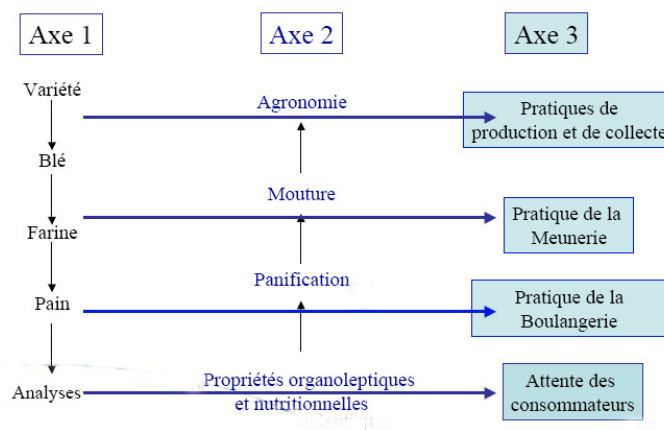 Axe 1
Axe 2
Axe 3
Variété
Agronomie
Pratiques de
production et de collecte
Blé
Mouture
Pratique de la
Meunerie
Farine
Panification
Pain
Pratique de la
Boulangerie
Analyses
Propriétés organoleptiques
et nutritionnelles
Attente des
consommateurs